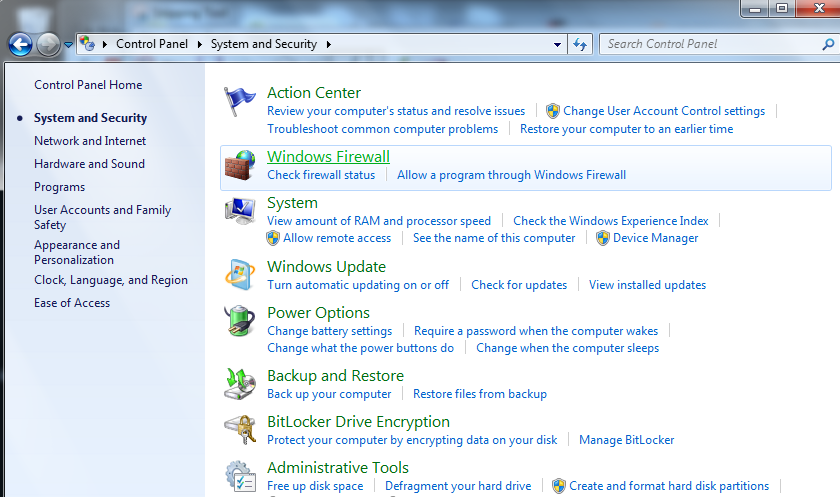 Control Panel System and Security Search Control Panel
Control Panel Home
System and Security
Network and Internet
Hardware and Sound
Programs
User Accounts and Family
Safety
Appearance and
Personalization
Clock, Language, and Region
Ease of Access
Action Center
Review your computer's status and resolve issues Change User Account Control settings
Troubleshoot common computer problems Restore your computer to an earlier time
Windows Firewall
Check firewall status Allow a program through Windows Firewall
System
View amount of RAM and processor speed Check the Windows Experience Index
Allow remote access See the name of this computer Device Manager
Windows Update
Turn automatic updating on or off Check for updates View installed updates
Power Options
Change battery settings Require a password when the computer wakes
Change what the power buttons do Change when the computer sleeps
Backup and Restore
Back up your computer Restore files from backup
BitLocker Drive Encryption
Protect your computer by encrypting data on your disk Manage BitLocker
Administrative Tools
Free up disk space Defragment your hard drive Create and format hard disk partitions